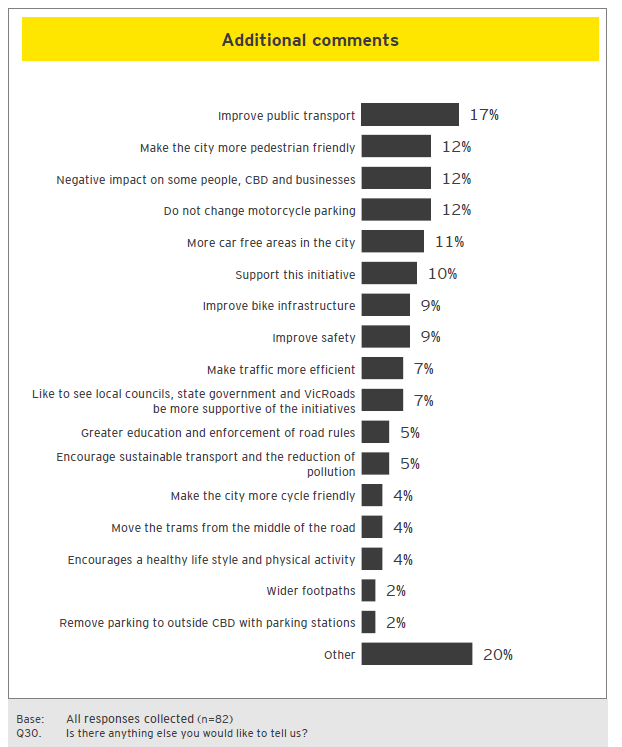 Additional comments
Improve public transport 17%
Make the city more pedestrian friendly 12%
Negative impact on some people, CBD and businesses 12%
Do not change motorcycle parking 12%
More car free areas in the city 11%
Support this initiative 10%
Improve bike infrastructure 9%
Improve safety 9%
Make traffic more efficient 7%
Like to see local councils, state government and VicRoads
be more supportive of the initiatives 7%
Greater education and enforcement of road rules 5%
Encourage sustainable transport and the reduction of
pollution 5%
Make the city more cycle friendly 4%
Move the trams from the middle of the road 4%
Encourages a healthy life style and physical activity 4%
Wider footpaths 2%
Remove parking to outside CBD with parking stations 2%
Other 20%
Base: All responses collected (n=82)
Q30. Is there anything else you would like to tell us?